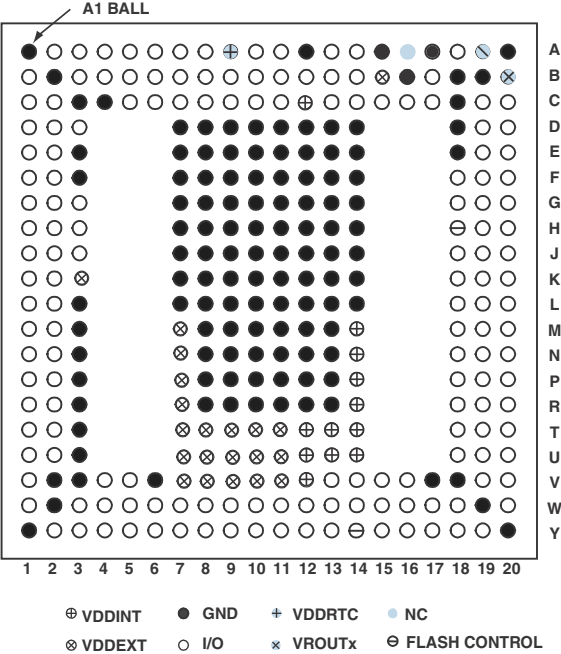 A1 BALL
A
B
C
D
E
F
G
H
J
K
L
M
N
P
R
T
U
V
W
Y
1 2 3 4 5 6 7 8 9 10 11 12 13 14 15 16 17 18 19 20
VDDINT GND VDDRTC NC
VDDEXT I/O VROUTx FLASH CONTROL